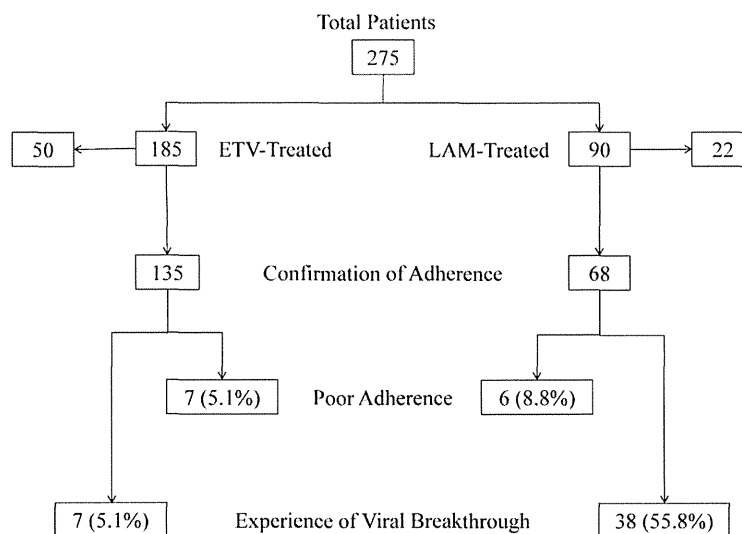 Total Patients
275
50
185
ETV-Treated
LAM-Treated
90
22
135
Confirmation of Adherence
68
7 (5.1%)
Poor Adherence
6 (8.8%)
7 (5.1%)
Experience of Viral Breakthrough
38 (55.8%)